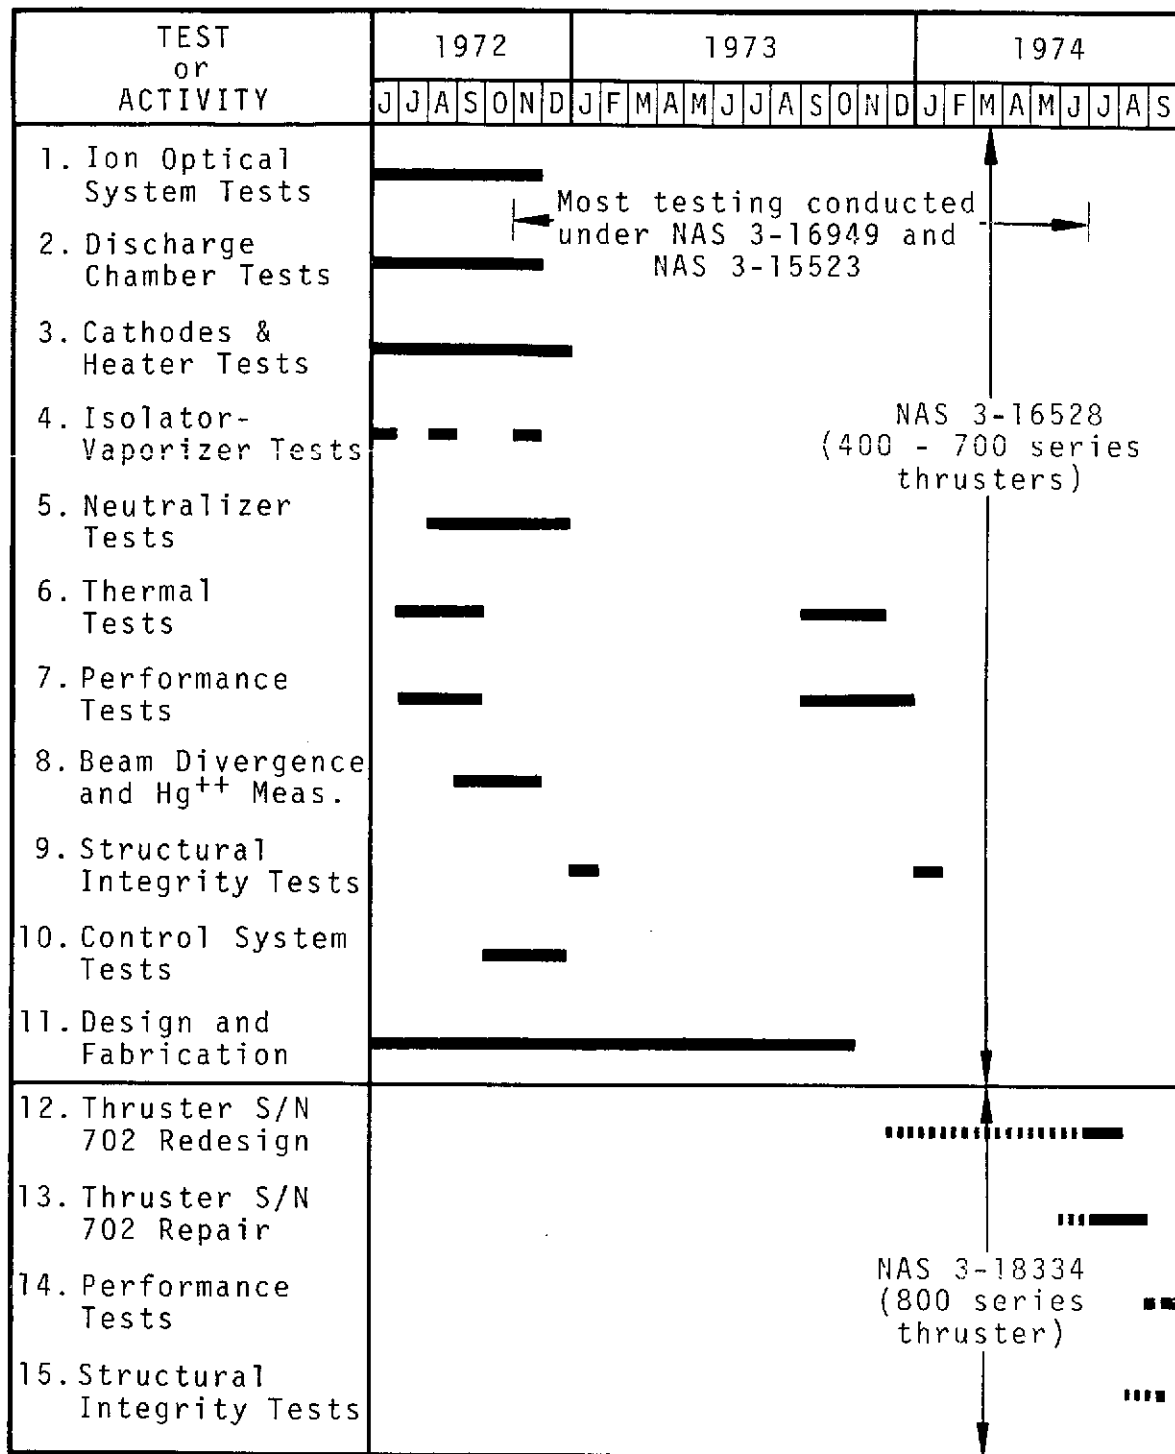 TEST
or
ACTIVITY
1972
1973
1974
J J A S O N D J F M A M J J A S O N D J F M A M J J A S
1. Ion Optical
System Tests
Most testing conducted
under NAS 3-16949 and
NAS 3-15523
2. Discharge
Chamber Tests
3. Cathodes &
Heater Tests
4. Isolator-
Vaporizer Tests
NAS 3-16528
(400 - 700 series
thrusters)
5. Neutralizer
Tests
6. Thermal
Tests
7. Performance
Tests
8. Beam Divergence
and Hg++ Meas.
9. Structural
Integrity Tests
10. Control System
Tests
11. Design and
Fabrication
12. Thruster S/N
702 Redesign
13. Thruster S/N
702 Repair
NAS 3-18334
(800 series
thruster)
14. Performance
Tests
15. Structural
Integrity Tests